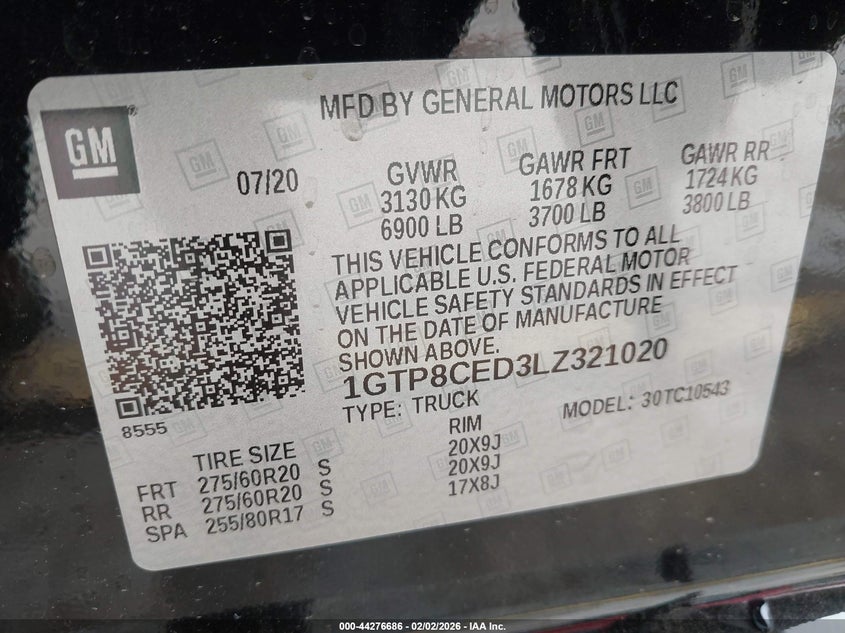 MFD BY GENERAL MOTORS LLC
GM
07/20
GVWR GAWR FRT GAWR RR
3130 KG 1678 KG 1724 KG
6900 LB 3700 LB 3800 LB
THIS VEHICLE CONFORMS TO ALL
APPLICABLE U.S. FEDERAL MOTOR
VEHICLE SAFETY STANDARDS IN EFFECT
ON THE DATE OF MANUFACTURE
SHOWN ABOVE.
1GTP8CED3LZ321020
TYPE: TRUCK MODEL: 30TC10543
8555
TIRE SIZE RIM
FRT 275/60R20 S 20X9J
RR 275/60R20 S 20X9J
SPA 255/80R17 S 17X8J
000-44276686 - 02/02/2026 - IAA Inc.